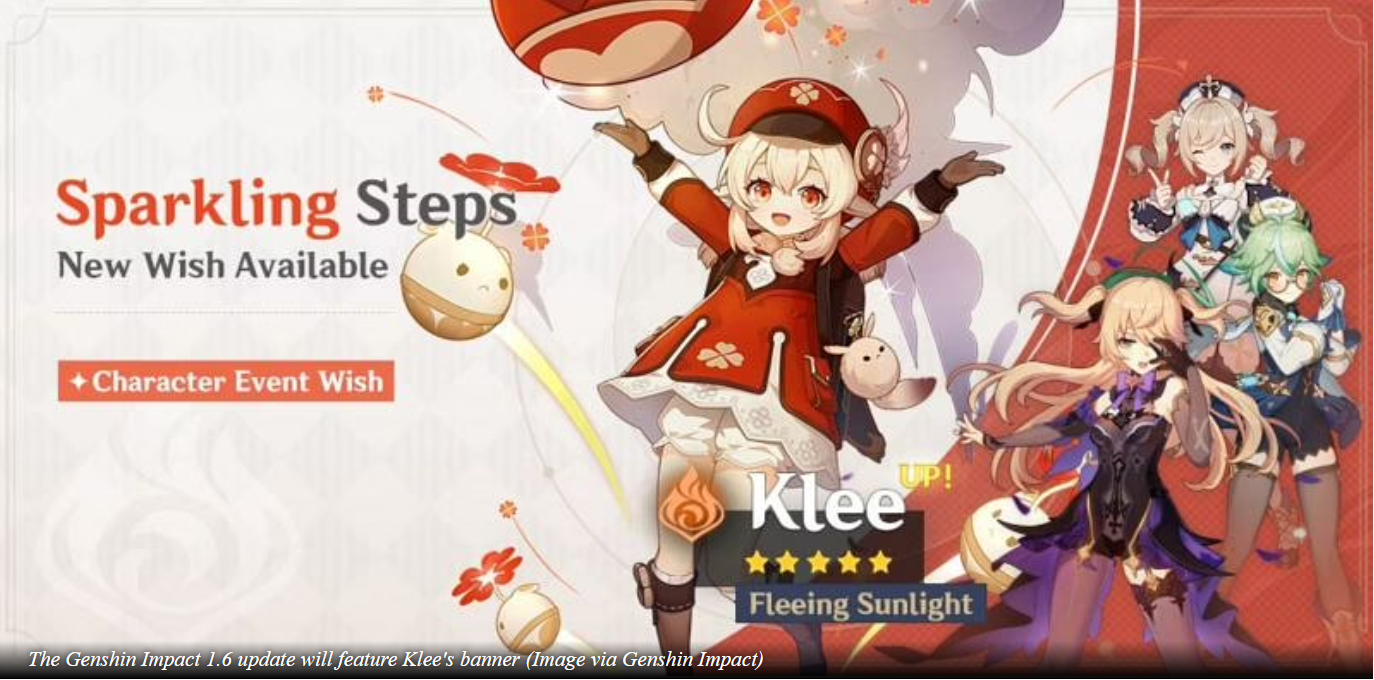 Sparkling Steps
New Wish Available
✦Character Event Wish
UP!
Klee
Fleeing Sunlight
The Genshin Impact 1.6 update will feature Klee's banner (Image via Genshin Impact)